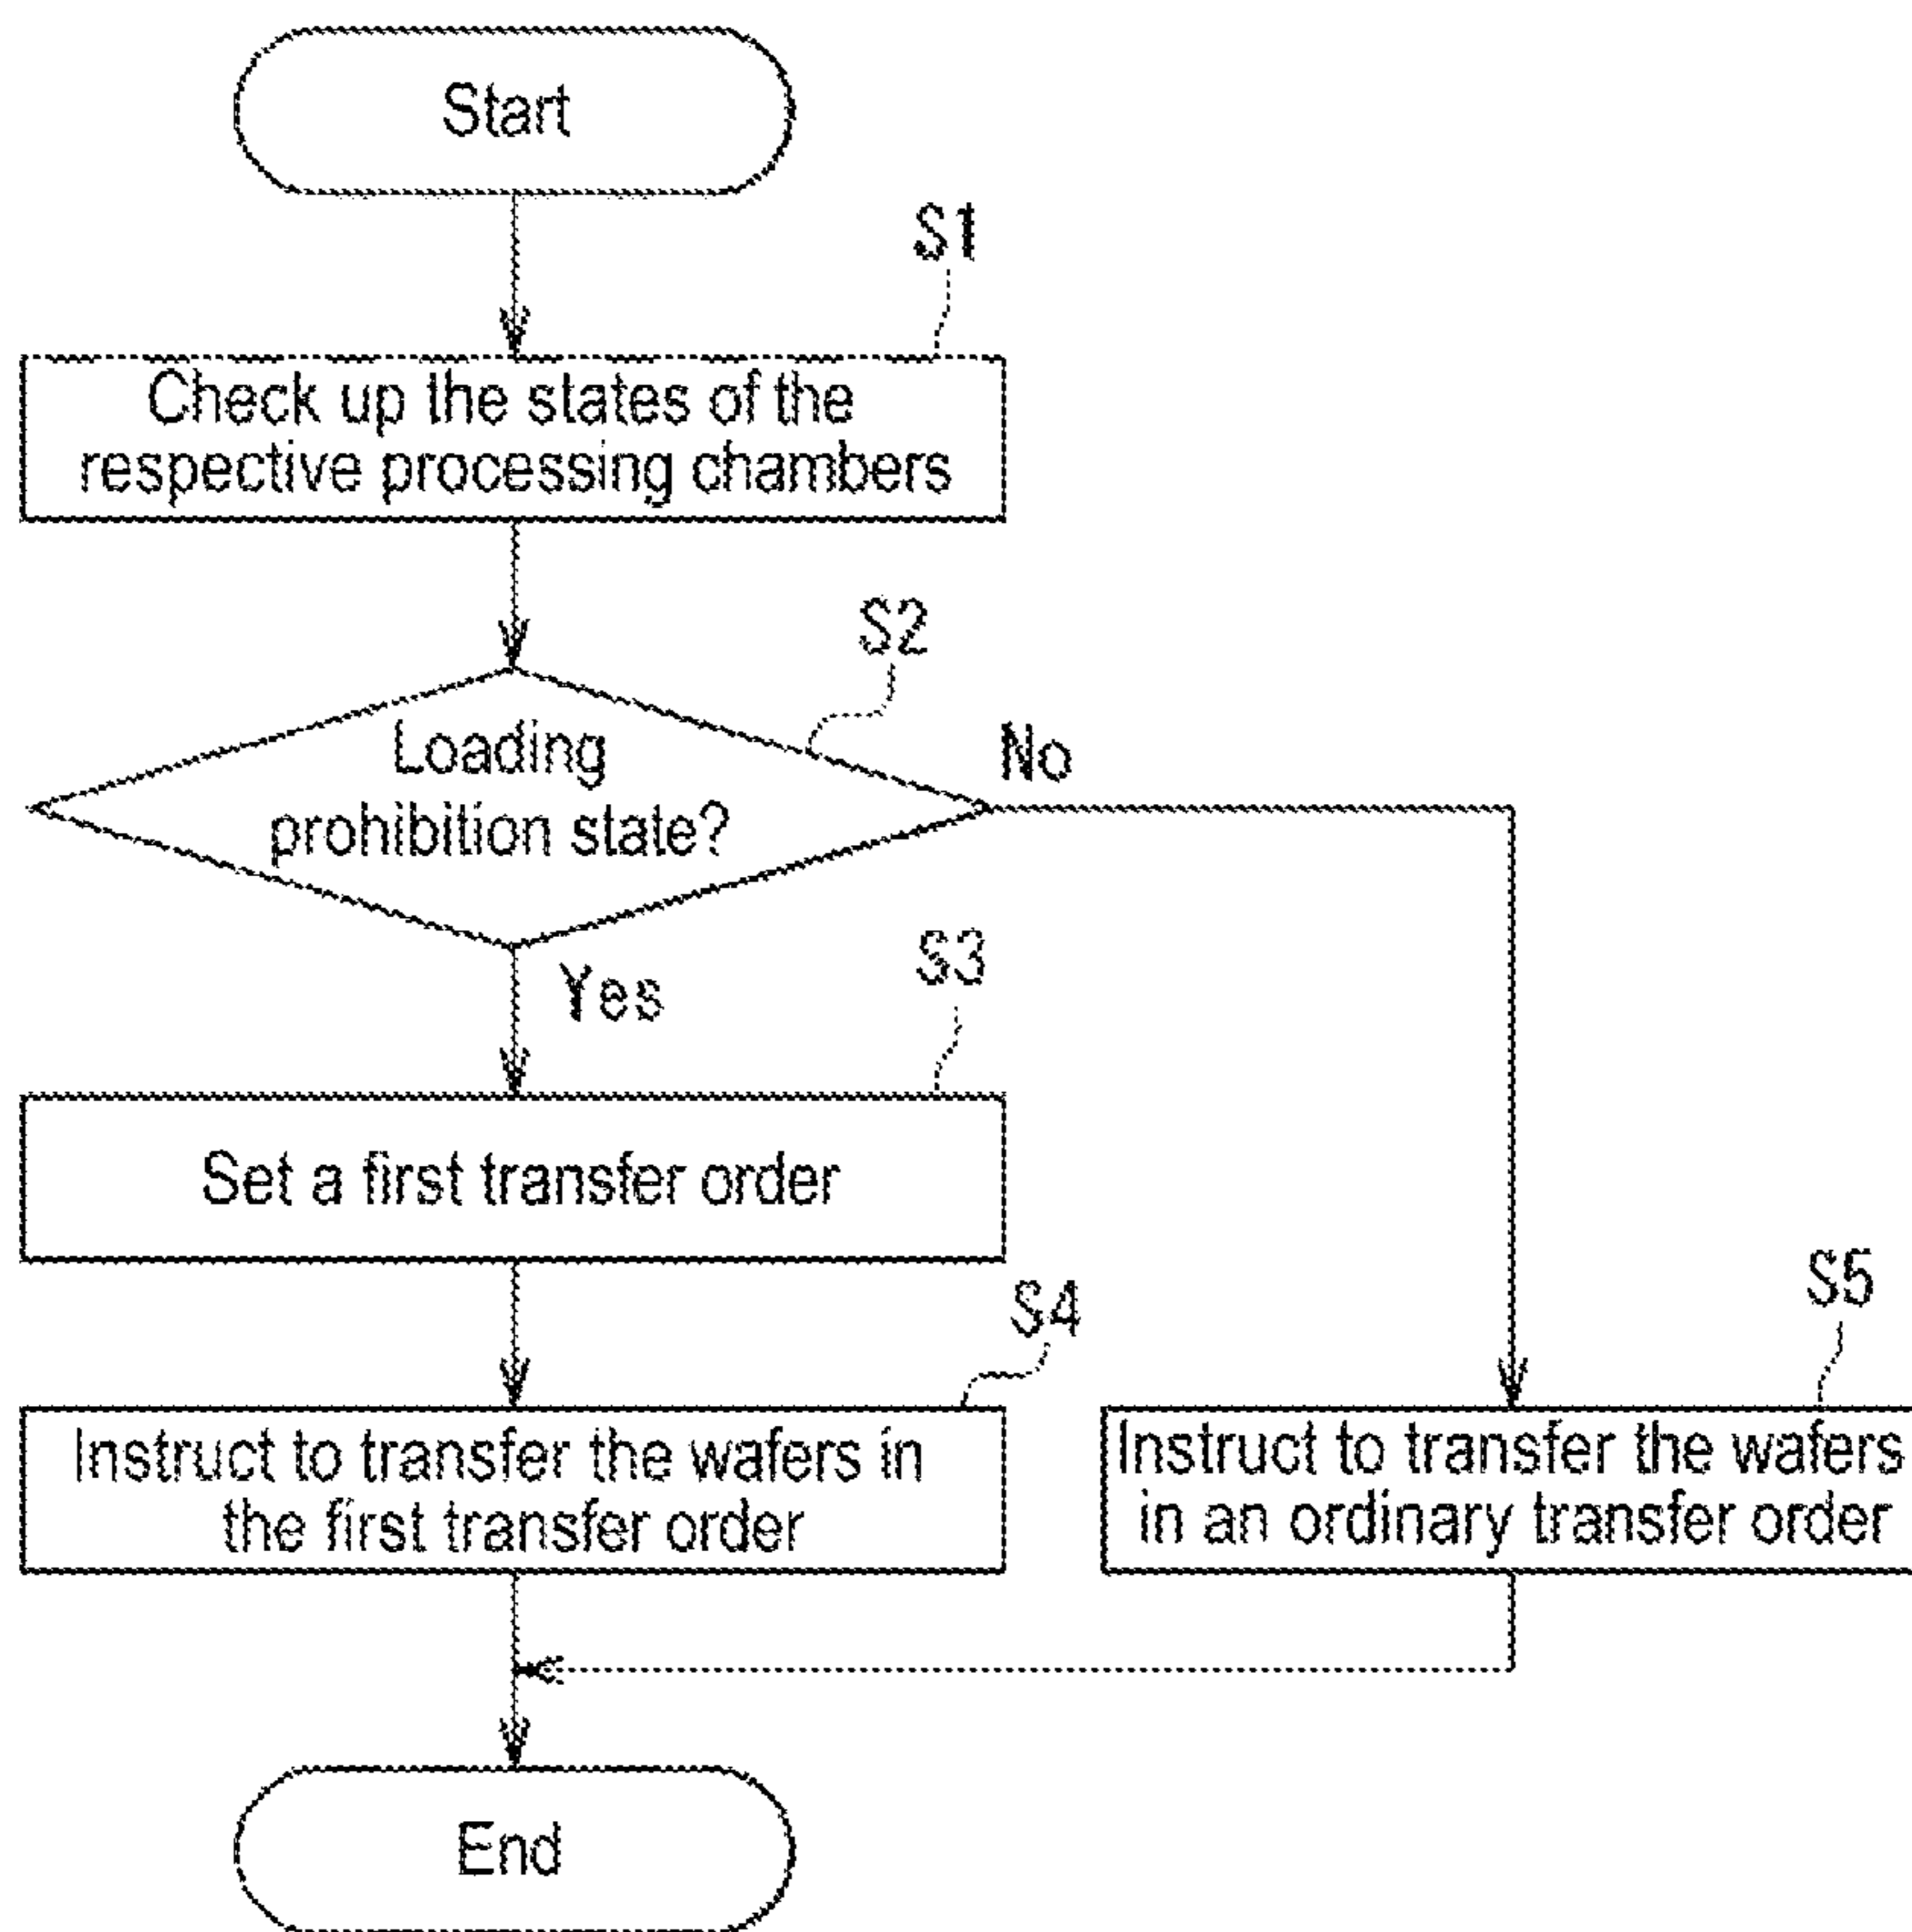 Start
S1
Check up the states of the
respective processing chambers
S2
Loading
prohibition state?
No
Yes
S3
Set a first transfer order
S4
Instruct to transfer the wafers in
the first transfer order
S5
Instruct to transfer the wafers
in an ordinary transfer order
End